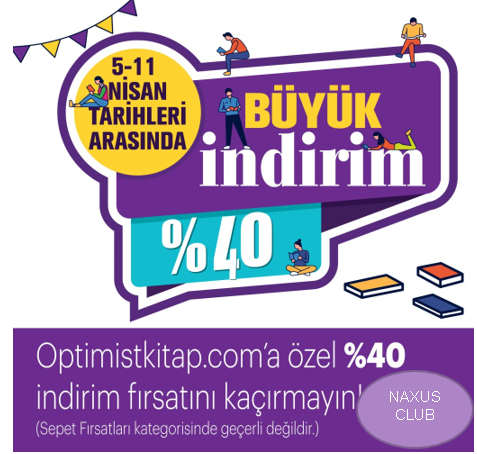 5-11
NİSAN
TARİHLERİ
ARASINDA
BÜYÜK
indirim
%40
Optimistkitap.com'a özel %40
indirim fırsatını kaçırmayın!
(Sepet Fırsatları kategorisinde geçerli değildir.)
NAXUS
CLUB